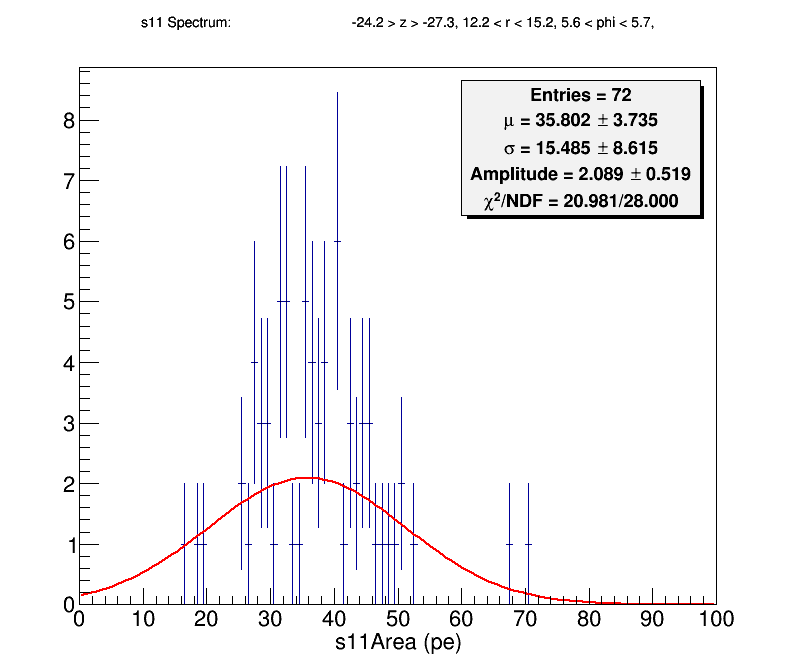 s11 Spectrum: -24.2 > z > -27.3, 12.2 < r < 15.2, 5.6 < phi < 5.7,
Entries = 72
μ = 35.802 ± 3.735
σ = 15.485 ± 8.615
Amplitude = 2.089 ± 0.519
χ²/NDF = 20.981/28.000
8
7
6
5
4
3
2
1
0
0 10 20 30 40 50 60 70 80 90 100
s11Area (pe)